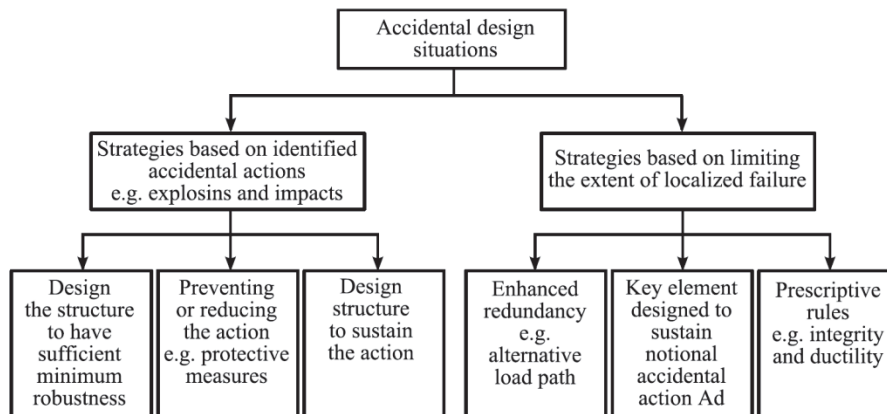 Accidental design
situations
Strategies based on identified
accidental actions
e.g. explosins and impacts
Strategies based on limiting
the extent of localized failure
Design
the structure
to have
sufficient
minimum
robustness
Preventing
or reducing
the action
e.g. protective
measures
Design
structure
to sustain
the action
Enhanced
redundancy
e.g.
alternative
load path
Key element
designed to
sustain
notional
accidental
action Ad
Prescriptive
rules
e.g. integrity
and ductility